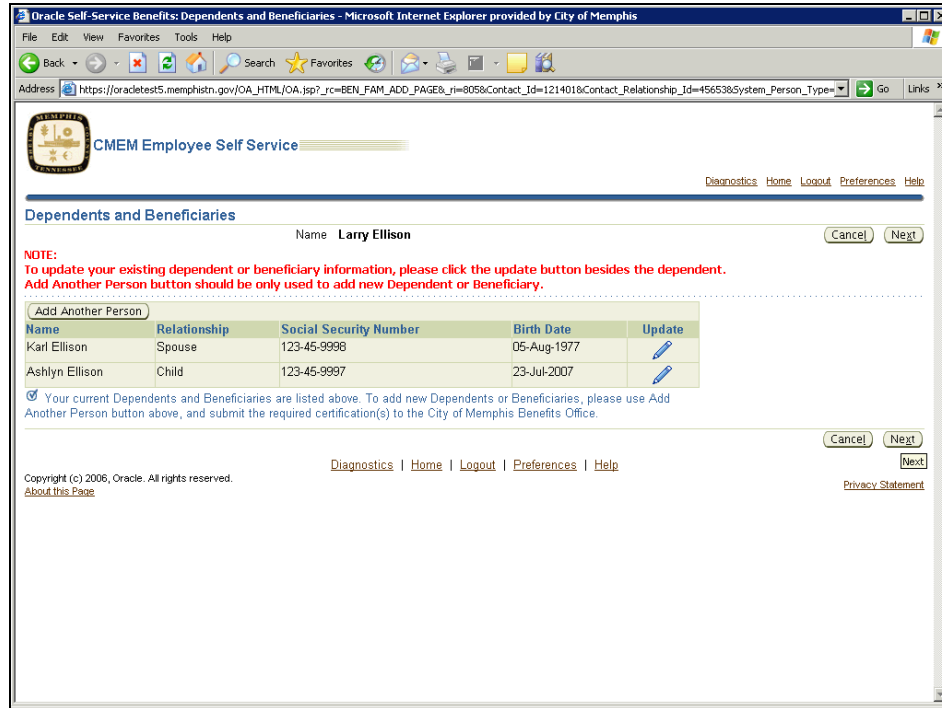 Oracle Self-Service Benefits: Dependents and Beneficiaries - Microsoft Internet Explorer provided by City of Memphis
File Edit View Favorites Tools Help
Back Search Favorites
Address https://oracletest5.memphistn.gov/OA_HTML/OA.jsp?_rc=BEN_FAM_ADD_PAGE&_ri=805&Contact_Id=121401&Contact_Relationship_Id=45653&System_Person_Type= Go Links »
MEMPHIS
TENNESSEE
CMEM Employee Self Service
Diagnostics Home Logout Preferences Help
Dependents and Beneficiaries
Name Larry Ellison Cancel Next
NOTE:
To update your existing dependent or beneficiary information, please click the update button besides the dependent.
Add Another Person button should be only used to add new Dependent or Beneficiary.
Add Another Person
Name Relationship Social Security Number Birth Date Update
Karl Ellison Spouse 123-45-9998 05-Aug-1977
Ashlyn Ellison Child 123-45-9997 23-Jul-2007
Your current Dependents and Beneficiaries are listed above. To add new Dependents or Beneficiaries, please use Add
Another Person button above, and submit the required certification(s) to the City of Memphis Benefits Office.
Cancel Next
Diagnostics | Home | Logout | Preferences | Help
Next
Copyright (c) 2006, Oracle. All rights reserved.
About this Page
Privacy Statement